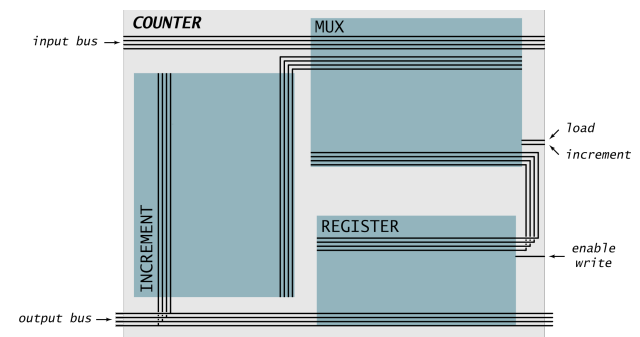 COUNTER
MUX
input bus
load
increment
INCREMENT
REGISTER
enable
write
output bus